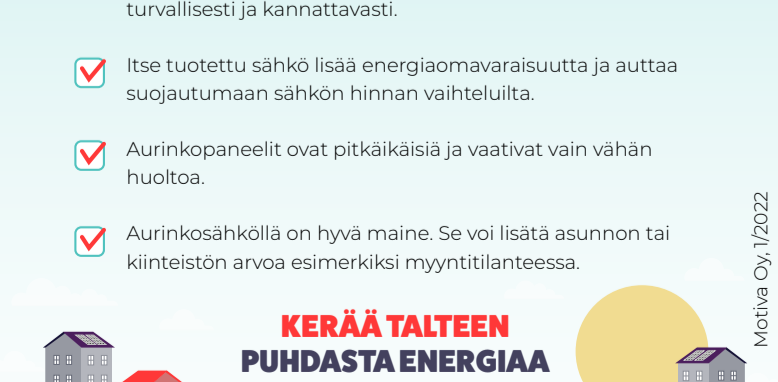 turvallisesti ja kannattavasti.
Itse tuotettu sähkö lisää energiaomavaraisuutta ja auttaa
suojautumaan sähkön hinnan vaihteluilta.
Aurinkopaneelit ovat pitkäikäisiä ja vaativat vain vähän
huoltoa.
Aurinkosähköllä on hyvä maine. Se voi lisätä asunnon tai
kiinteistön arvoa esimerkiksi myyntitilanteessa.
KERÄÄ TALTEEN
PUHDASTA ENERGIAA
Motiva Oy, 1/2022